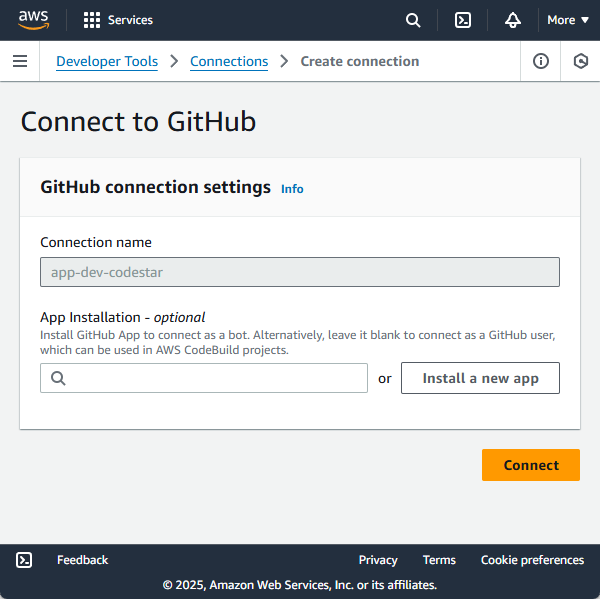 aws
Services
More
Developer Tools
Connections
Create connection
Connect to GitHub
GitHub connection settings Info
Connection name
app-dev-codestar
App Installation - optional
Install GitHub App to connect as a bot. Alternatively, leave it blank to connect as a GitHub user,
which can be used in AWS CodeBuild projects.
or
Install a new app
Connect
Feedback
Privacy
Terms
Cookie preferences
© 2025, Amazon Web Services, Inc. or its affiliates.